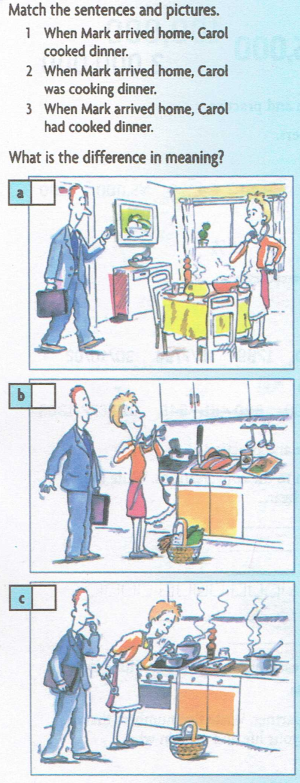 Match the sentences and pictures.
1 When Mark arrived home, Carol
cooked dinner.
2 When Mark arrived home, Carol
was cooking dinner.
3 When Mark arrived home, Carol
had cooked dinner.
What is the difference in meaning?
a
b
c